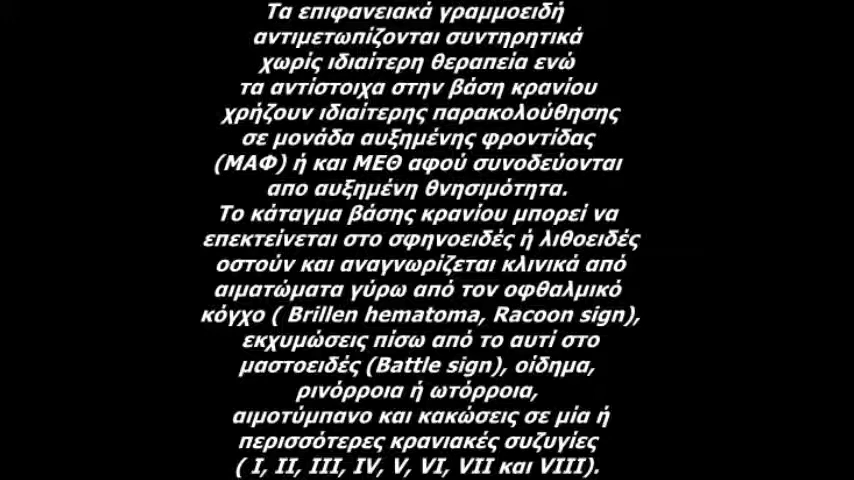 Τα επιφανειακά γραμμοειδή
αντιμετωπίζονται συντηρητικά
χωρίς ιδιαίτερη θεραπεία ενώ
τα αντίστοιχα στην βάση κρανίου
χρήζουν ιδιαίτερης παρακολούθησης
σε μονάδα αυξημένης φροντίδας
(ΜΑΦ) ή και ΜΕΘ αφού συνοδεύονται
απο αυξημένη θνησιμότητα.
Το κάταγμα βάσης κρανίου μπορεί να
επεκτείνεται στο σφηνοειδές ή λιθοειδές
οστούν και αναγνωρίζεται κλινικά από
αιματώματα γύρω από τον οφθαλμικό
κόγχο ( Brillen hematoma, Racoon sign),
εκχυμώσεις πίσω από το αυτί στο
μαστοειδές (Battle sign), οίδημα,
ρινόρροια ή ωτόρροια,
αιμοτύμπανο και κακώσεις σε μία ή
περισσότερες κρανιακές συζυγίες
( I, II, III, IV, V, VI, VII και VIII).